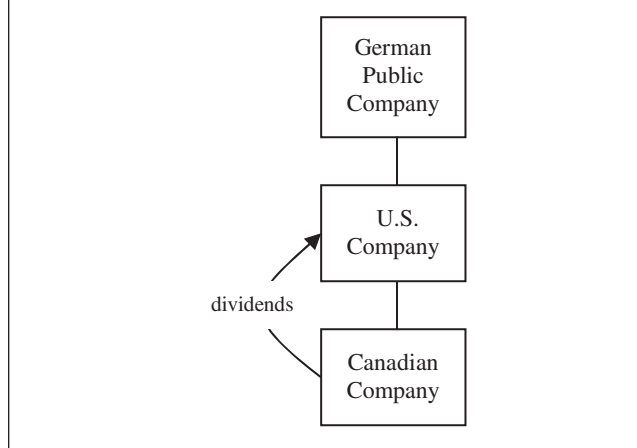 German
Public
Company
U.S.
Company
dividends
Canadian
Company